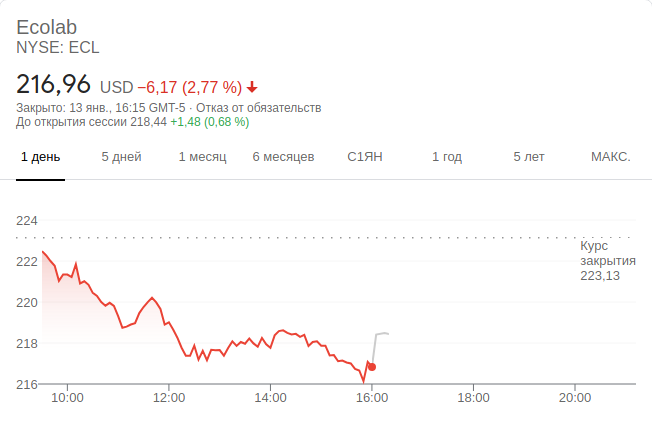 Ecolab
NYSE: ECL
216,96 USD −6,17 (2,77 %)
Закрыто: 13 янв., 16:15 GMT-5 · Отказ от обязательств
До открытия сессии 218,44 +1,48 (0,68 %)
1 день 5 дней 1 месяц 6 месяцев С1ЯН 1 год 5 лет МАКС.
224
Курс
закрытия
223,13
222
220
218
216
10:00 12:00 14:00 16:00 18:00 20:00